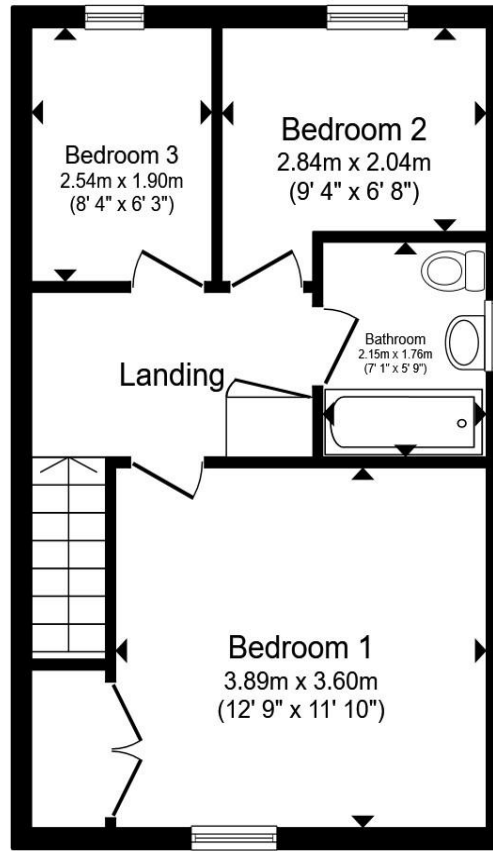 Bedroom 3
2.54m x 1.90m
(8' 4" x 6' 3")
Bedroom 2
2.84m x 2.04m
(9' 4" x 6' 8")
Bathroom
2.15m x 1.76m
(7' 1" x 5' 9")
Landing
Bedroom 1
3.89m x 3.60m
(12' 9" x 11' 10")